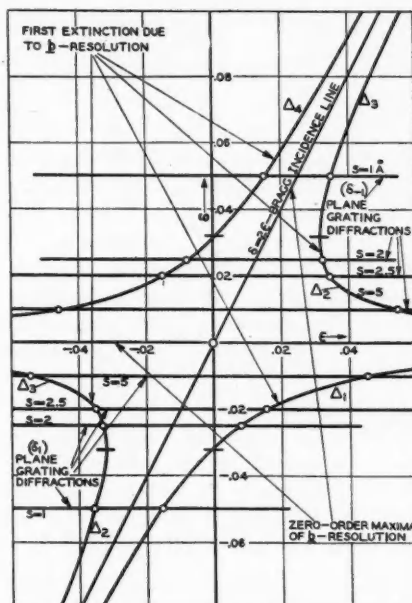 FIRST EXTINCTION DUE
TO b-RESOLUTION
.08
.06
Δ4
Δ3
δ=2ε-BRAGG INCIDENCE LINE
S=1Å
δ
(δ-1)
PLANE
GRATING
DIFFRACTIONS
S=2
S=2.5
.02
Δ2
S=5
-.04
-.02
.02
ε
.04
Δ3
S=5
Δ1
S=2.5
S=2
-.02
(δ1)
PLANE
GRATING
DIFFRACTIONS
-.04
S=1
Δ2
ZERO-ORDER MAXIMA
OF b-RESOLUTION
-.06